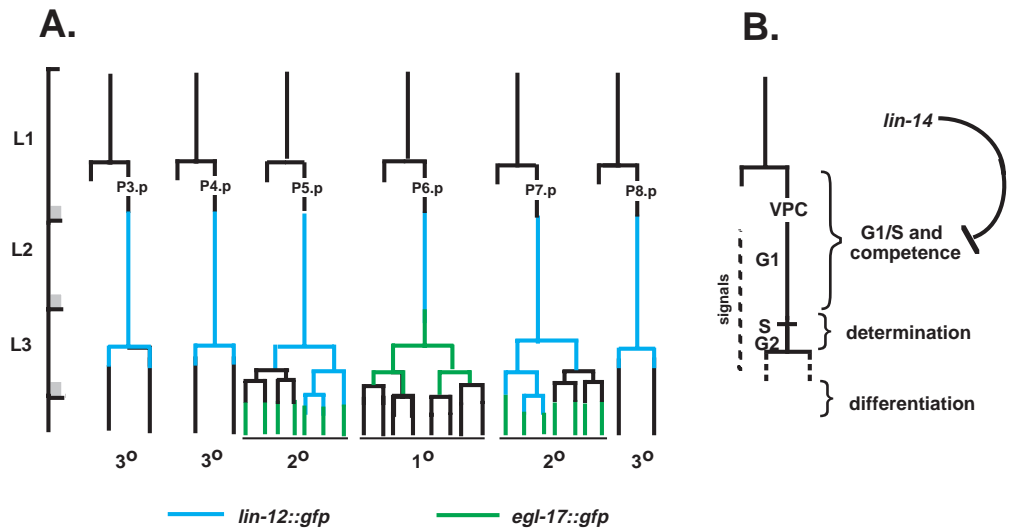 A.
B.
L1
L2
L3
P3.p
P4.p
P5.p
P6.p
P7.p
P8.p
3o
3o
2o
1o
2o
3o
lin-12::gfp
egl-17::gfp
lin-14
VPC
G1
S
G2
signals
G1/S and
competence
determination
differentiation